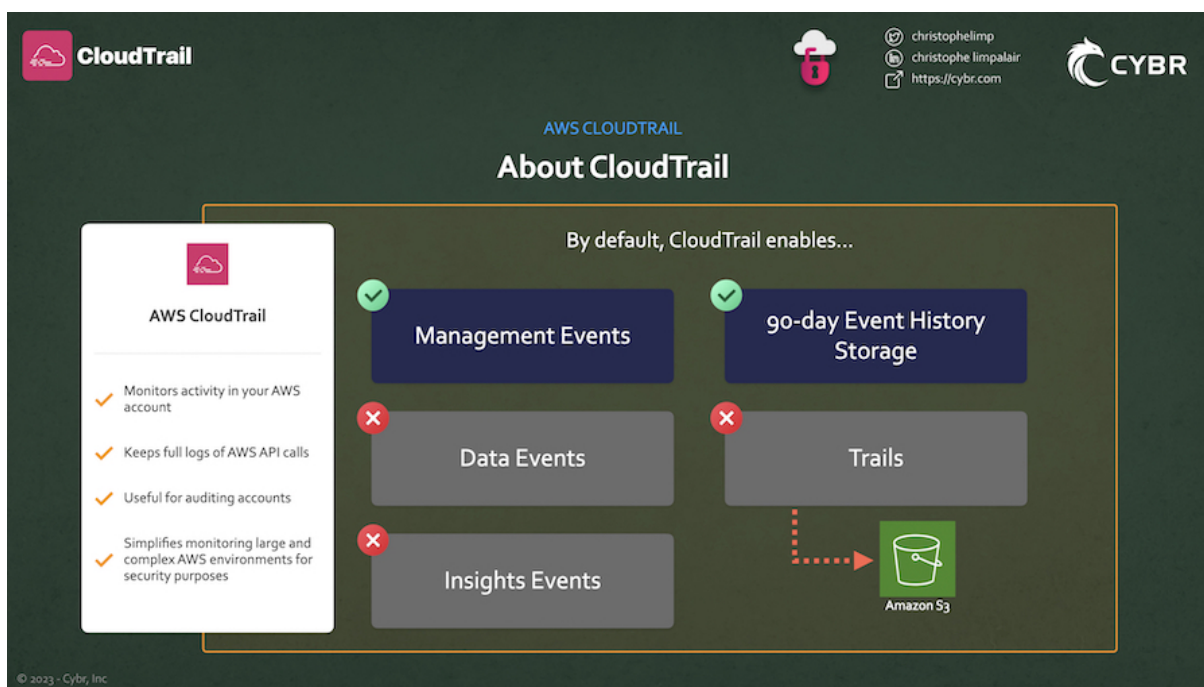 CloudTrail
christophelimp
christophe limpalair
https://cybr.com
CYBR
AWS CLOUDTRAIL
About CloudTrail
AWS CloudTrail
Monitors activity in your AWS
account
Keeps full logs of AWS API calls
Useful for auditing accounts
Simplifies monitoring large and
complex AWS environments for
security purposes
By default, CloudTrail enables...
Management Events
90-day Event History
Storage
Data Events
Trails
Insights Events
Amazon S3
© 2023 - Cybr, Inc